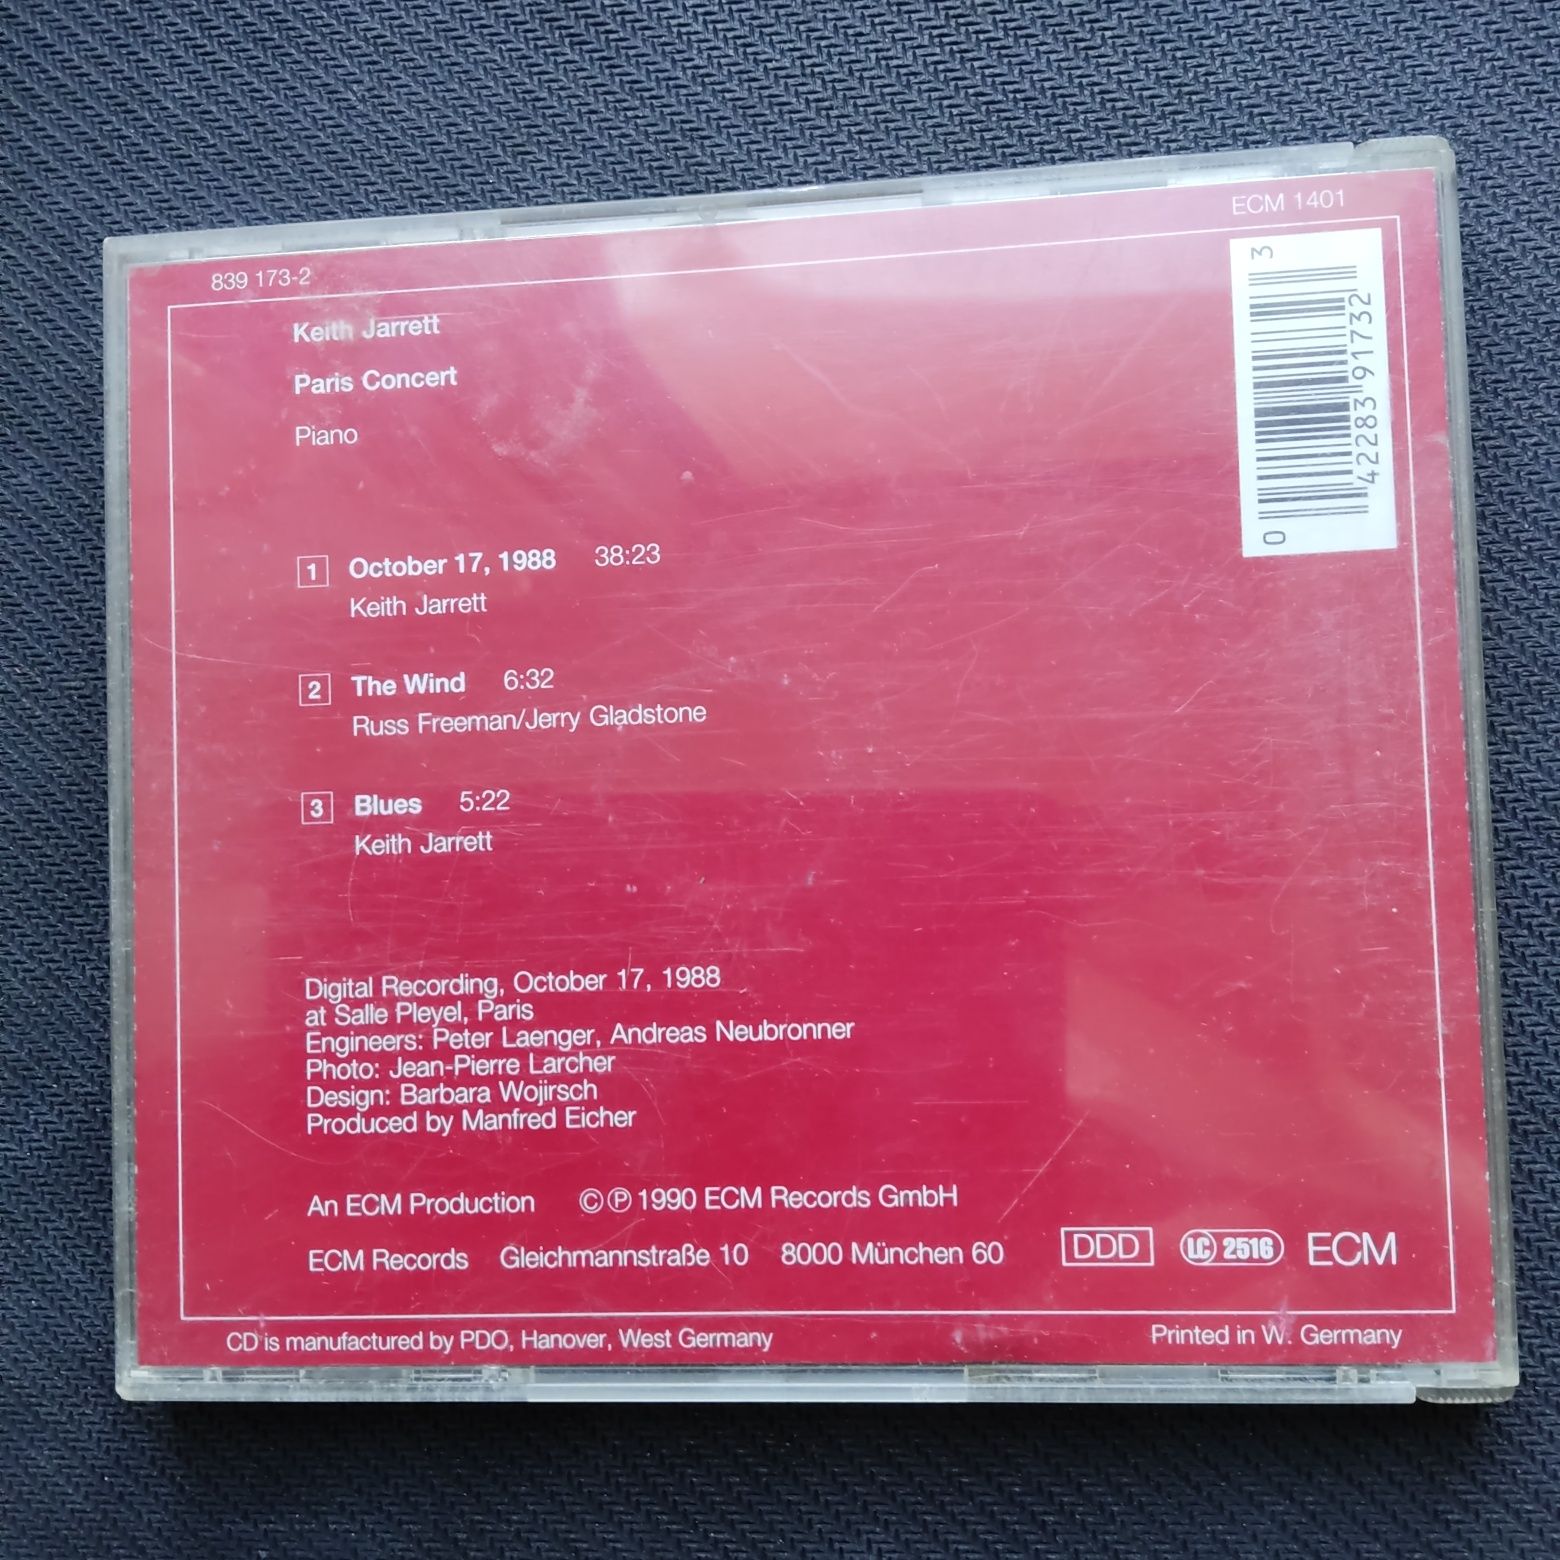 839 173-2
ECM 1401
0 42283 91732 3
Keith Jarrett
Paris Concert
Piano
1 October 17, 1988 38:23
Keith Jarrett
2 The Wind 6:32
Russ Freeman/Jerry Gladstone
3 Blues 5:22
Keith Jarrett
Digital Recording, October 17, 1988
at Salle Pleyel, Paris
Engineers: Peter Laenger, Andreas Neubronner
Photo: Jean-Pierre Larcher
Design: Barbara Wojirsch
Produced by Manfred Eicher
An ECM Production ©℗ 1990 ECM Records GmbH
ECM Records Gleichmannstraße 10 8000 München 60 DDD LC 2516 ECM
CD is manufactured by PDO, Hanover, West Germany
Printed in W. Germany